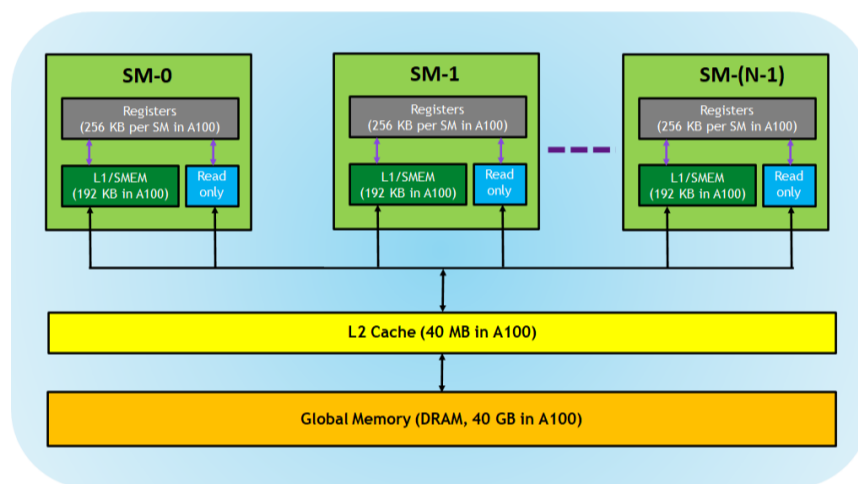 SM-0
Registers
(256 KB per SM in A100)
L1/SMEM
(192 KB in A100)
Read
only
SM-1
Registers
(256 KB per SM in A100)
L1/SMEM
(192 KB in A100)
Read
only
SM-(N-1)
Registers
(256 KB per SM in A100)
L1/SMEM
(192 KB in A100)
Read
only
L2 Cache (40 MB in A100)
Global Memory (DRAM, 40 GB in A100)